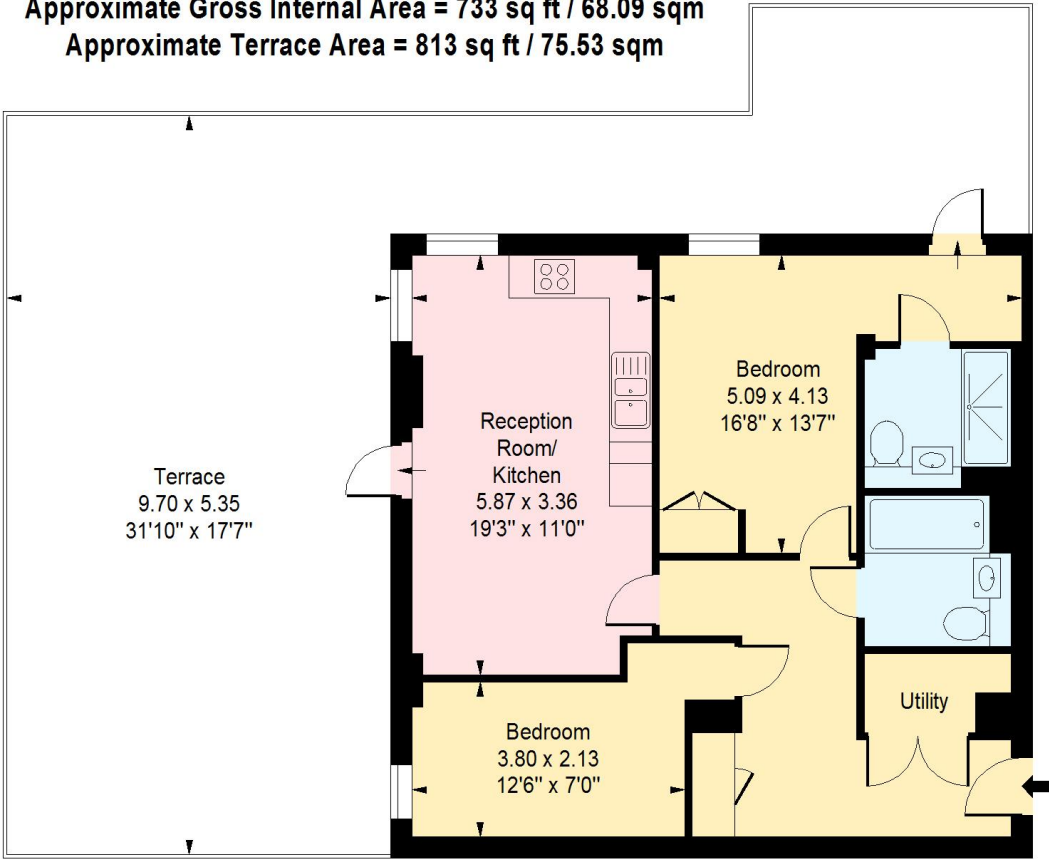 Approximate Gross Internal Area = 733 sq ft / 68.09 sqm
Approximate Terrace Area = 813 sq ft / 75.53 sqm
Bedroom
5.09 x 4.13
16'8" x 13'7"
Reception
Room/
Kitchen
5.87 x 3.36
19'3" x 11'0"
Terrace
9.70 x 5.35
31'10" x 17'7"
Utility
Bedroom
3.80 x 2.13
12'6" x 7'0"